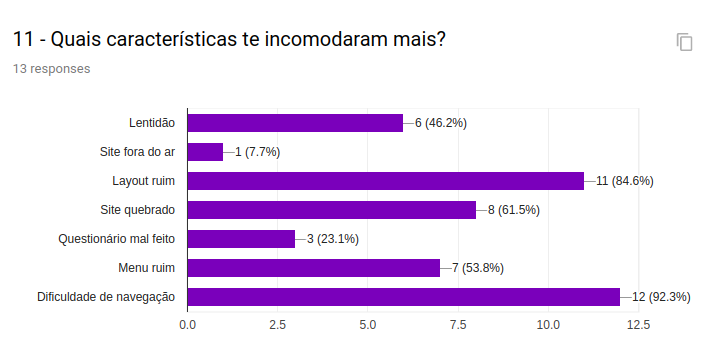 11 - Quais características te incomodaram mais?
13 responses
Lentidão 6 (46.2%)
Site fora do ar 1 (7.7%)
Layout ruim 11 (84.6%)
Site quebrado 8 (61.5%)
Questionário mal feito 3 (23.1%)
Menu ruim 7 (53.8%)
Dificuldade de navegação 12 (92.3%)
0.0 2.5 5.0 7.5 10.0 12.5